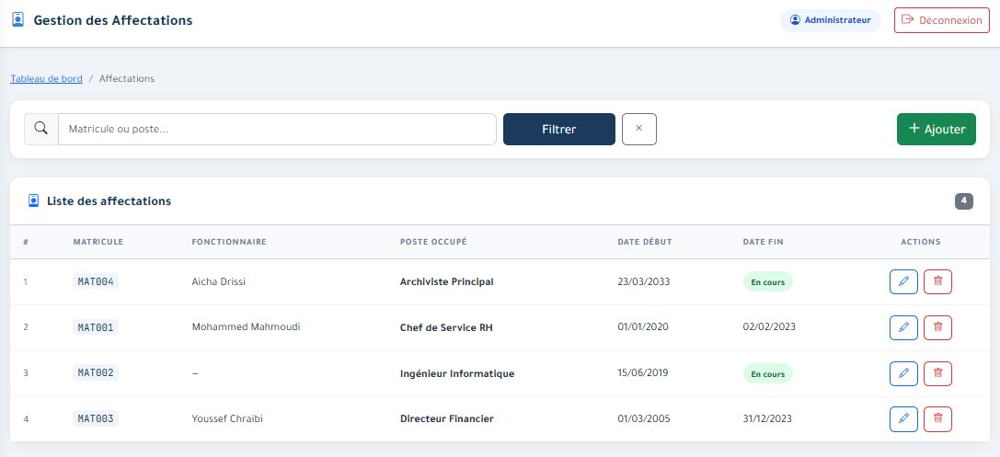 Gestion des Affectations
Administrateur
Déconnexion
Tableau de bord / Affectations
Matricule ou poste...
Filtrer
×
+ Ajouter
Liste des affectations
4
# MATRICULE FONCTIONNAIRE POSTE OCCUPÉ DATE DÉBUT DATE FIN ACTIONS
1 MAT004 Aicha Drissi Archiviste Principal 23/03/2033 En cours
2 MAT001 Mohammed Mahmoudi Chef de Service RH 01/01/2020 02/02/2023
3 MAT002 — Ingénieur Informatique 15/06/2019 En cours
4 MAT003 Youssef Chraibi Directeur Financier 01/03/2005 31/12/2023